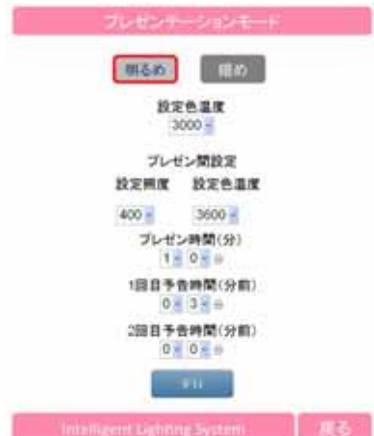 プレゼンテーションモード
明るめ 暗め
設定色温度
3000
プレゼン間設定
設定照度 設定色温度
400 3600
プレゼン時間(分)
1 0 分
1回目予告時間(分前)
0 3 分
2回目予告時間(分前)
0 0 分
Intelligent Lighting System 戻る